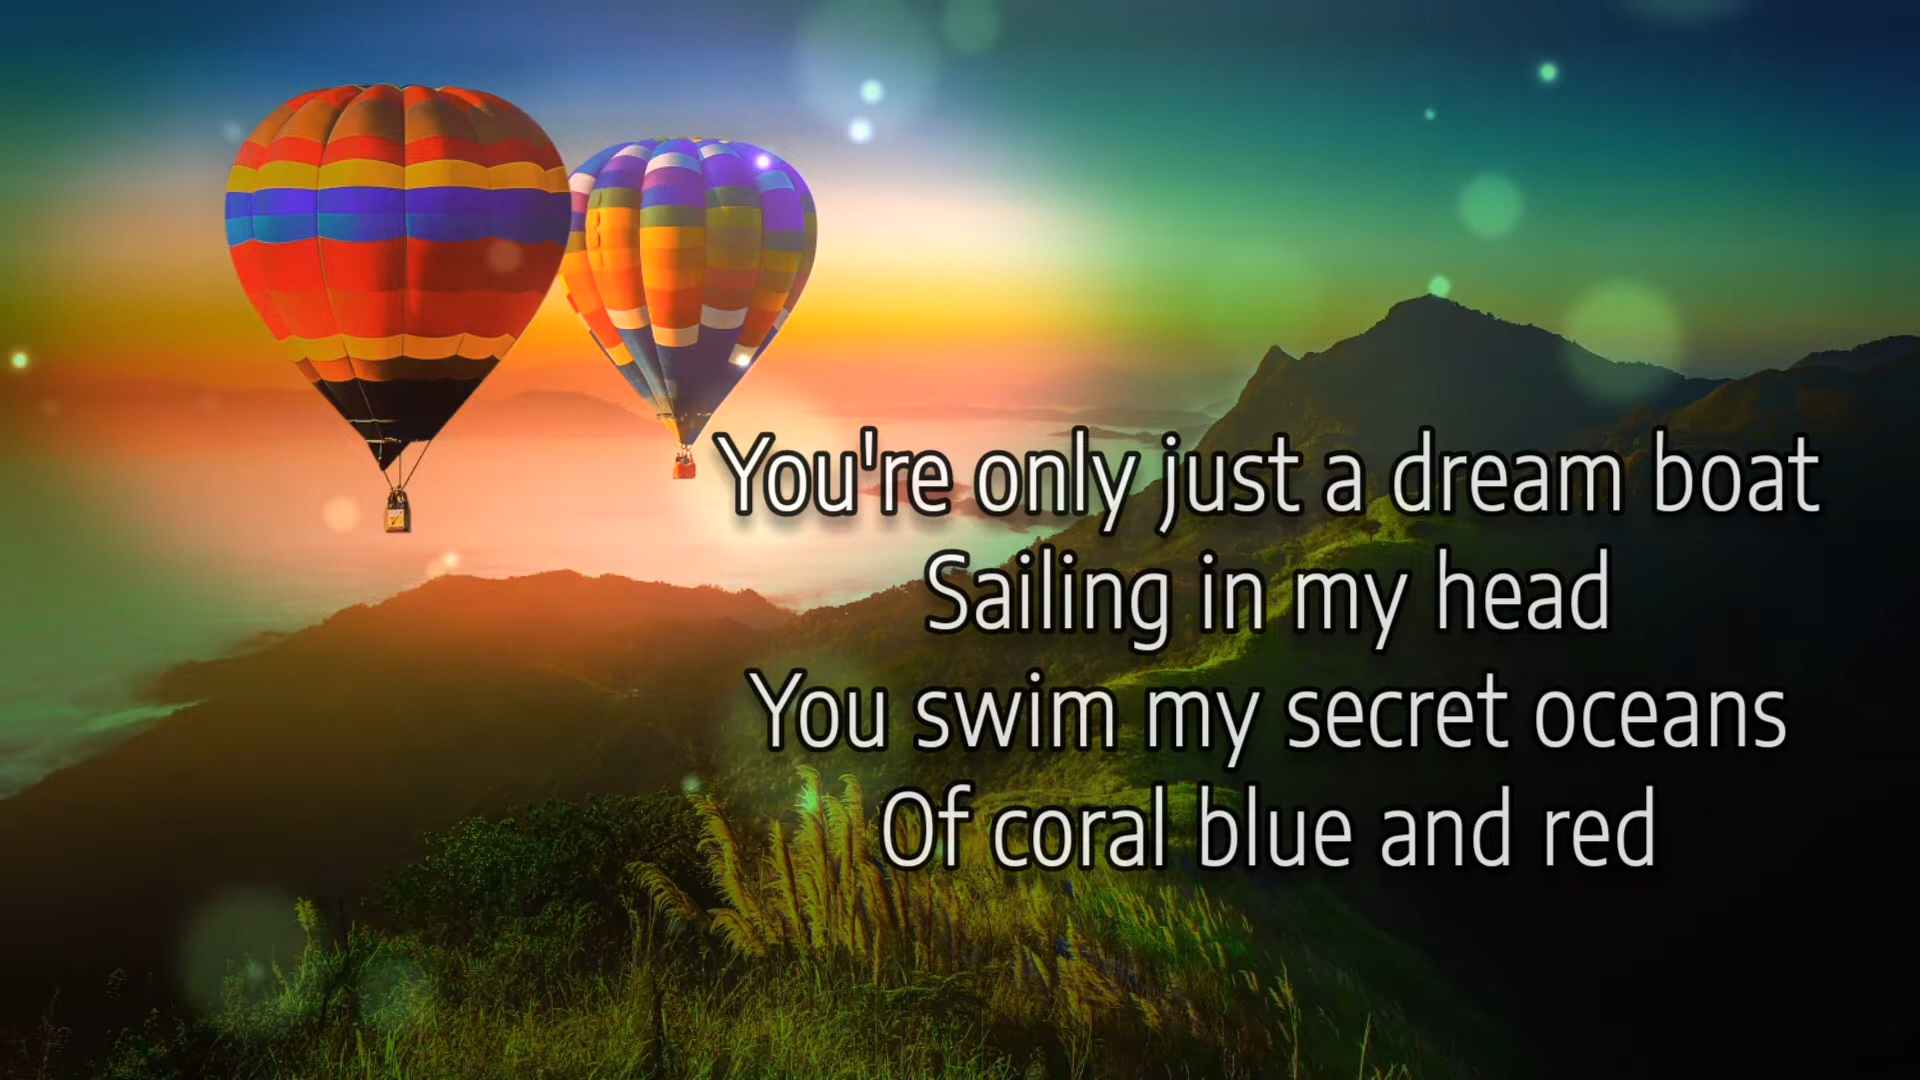 You're only just a dream boat
Sailing in my head
You swim my secret oceans
Of coral blue and red